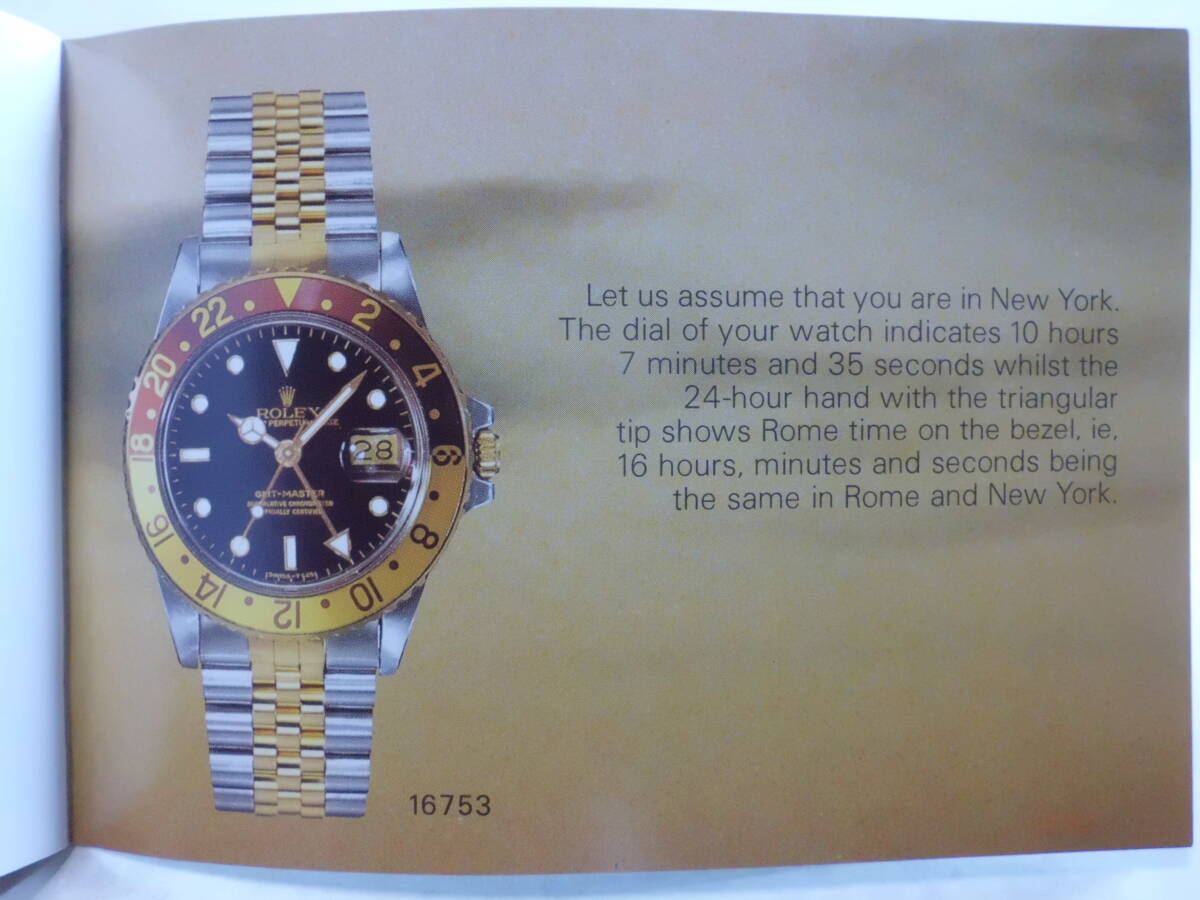 22
2
20
4
18
6
16
8
14
12
10
ROLEX
28
GMT-MASTER
Let us assume that you are in New York.
The dial of your watch indicates 10 hours
7 minutes and 35 seconds whilst the
24-hour hand with the triangular
tip shows Rome time on the bezel, ie,
16 hours, minutes and seconds being
the same in Rome and New York.
16753